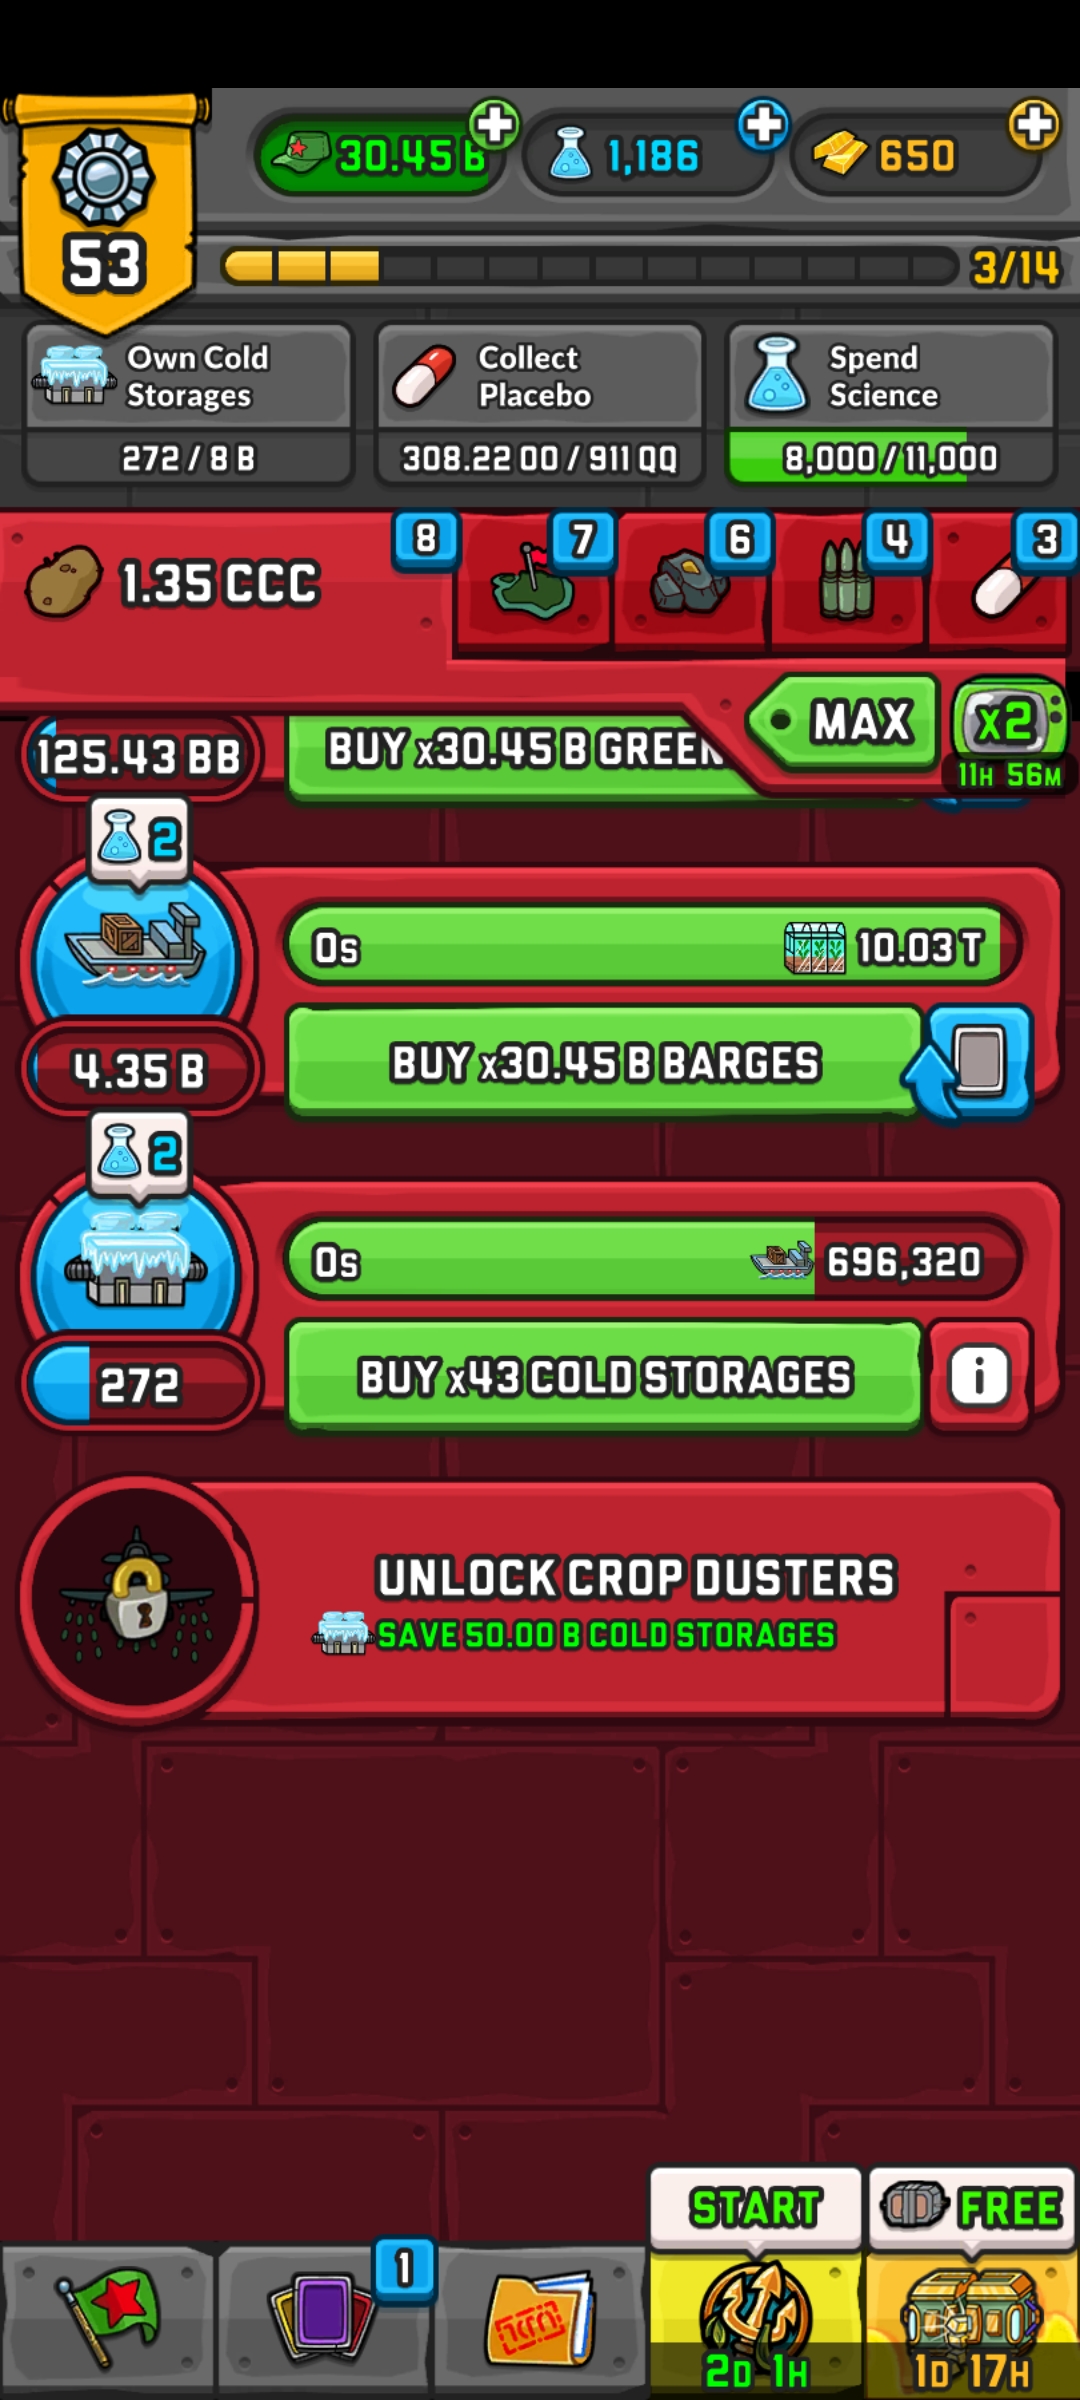 53
30.45 B
1,186
650
3/14
Own Cold
Storages
272 / 8 B
Collect
Placebo
308.22 OO / 911 QQ
Spend
Science
8,000 / 11,000
1.35 CCC
8
7
6
4
3
MAX
x2
11H 56M
125.43 BB
BUY x30.45 B GREEN
2
0s
10.03 T
4.35 B
BUY x30.45 B BARGES
2
0s
696,320
272
BUY x43 COLD STORAGES
i
UNLOCK CROP DUSTERS
SAVE 50.00 B COLD STORAGES
START
FREE
1
2D 1H
1D 17H